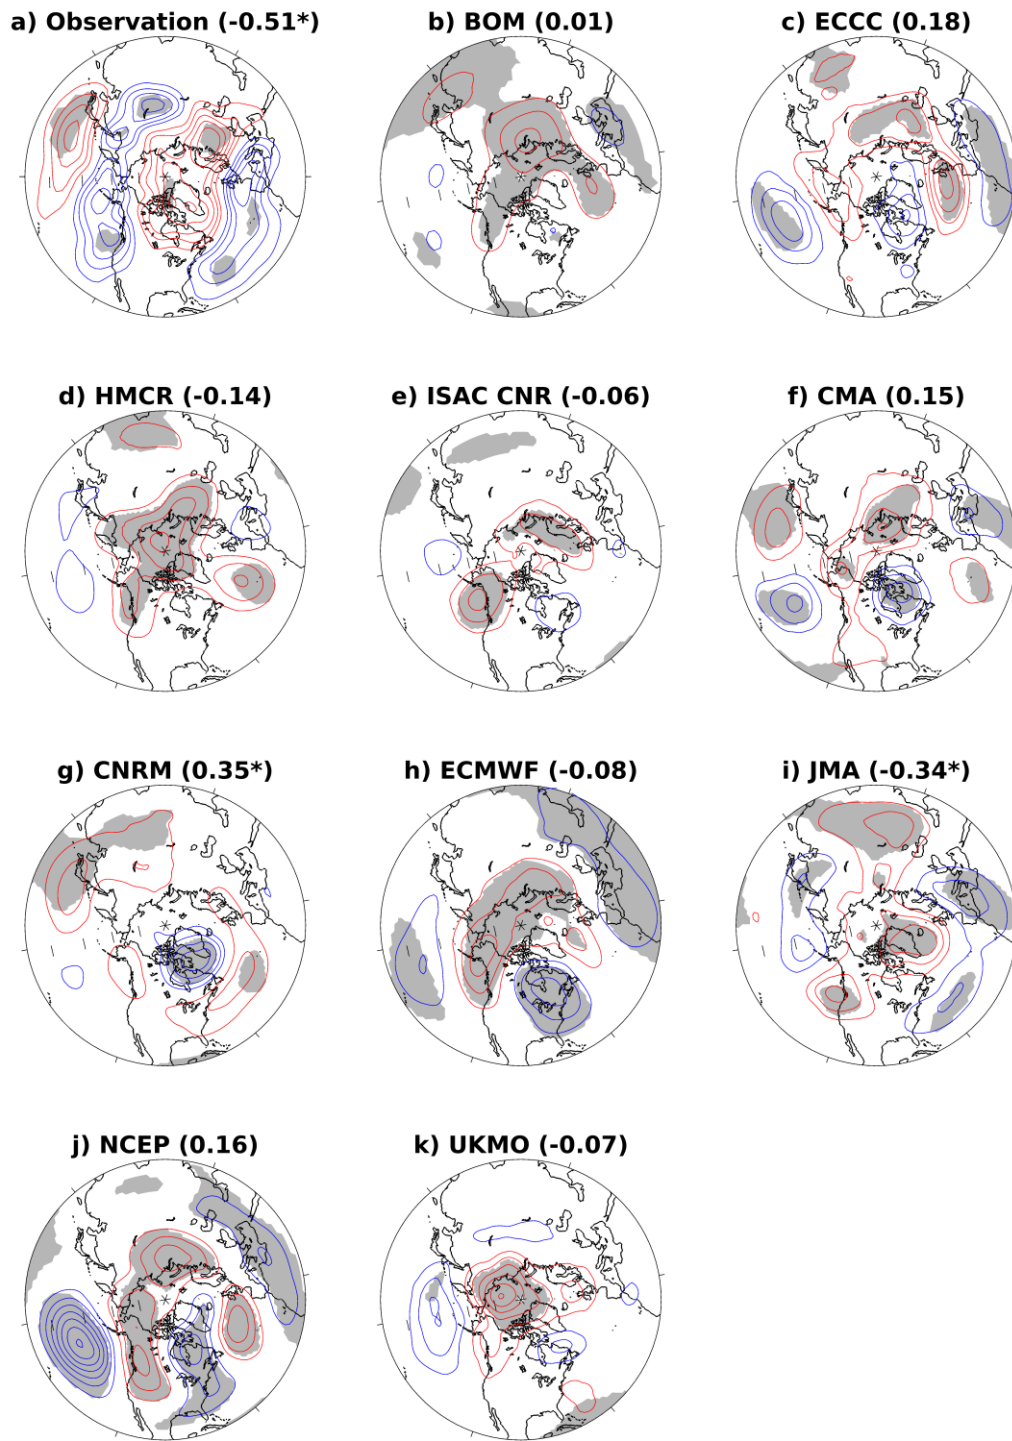 a) Observation (-0.51*)
b) BOM (0.01)
c) ECCC (0.18)
d) HMCR (-0.14)
e) ISAC CNR (-0.06)
f) CMA (0.15)
g) CNRM (0.35*)
h) ECMWF (-0.08)
i) JMA (-0.34*)
j) NCEP (0.16)
k) UKMO (-0.07)